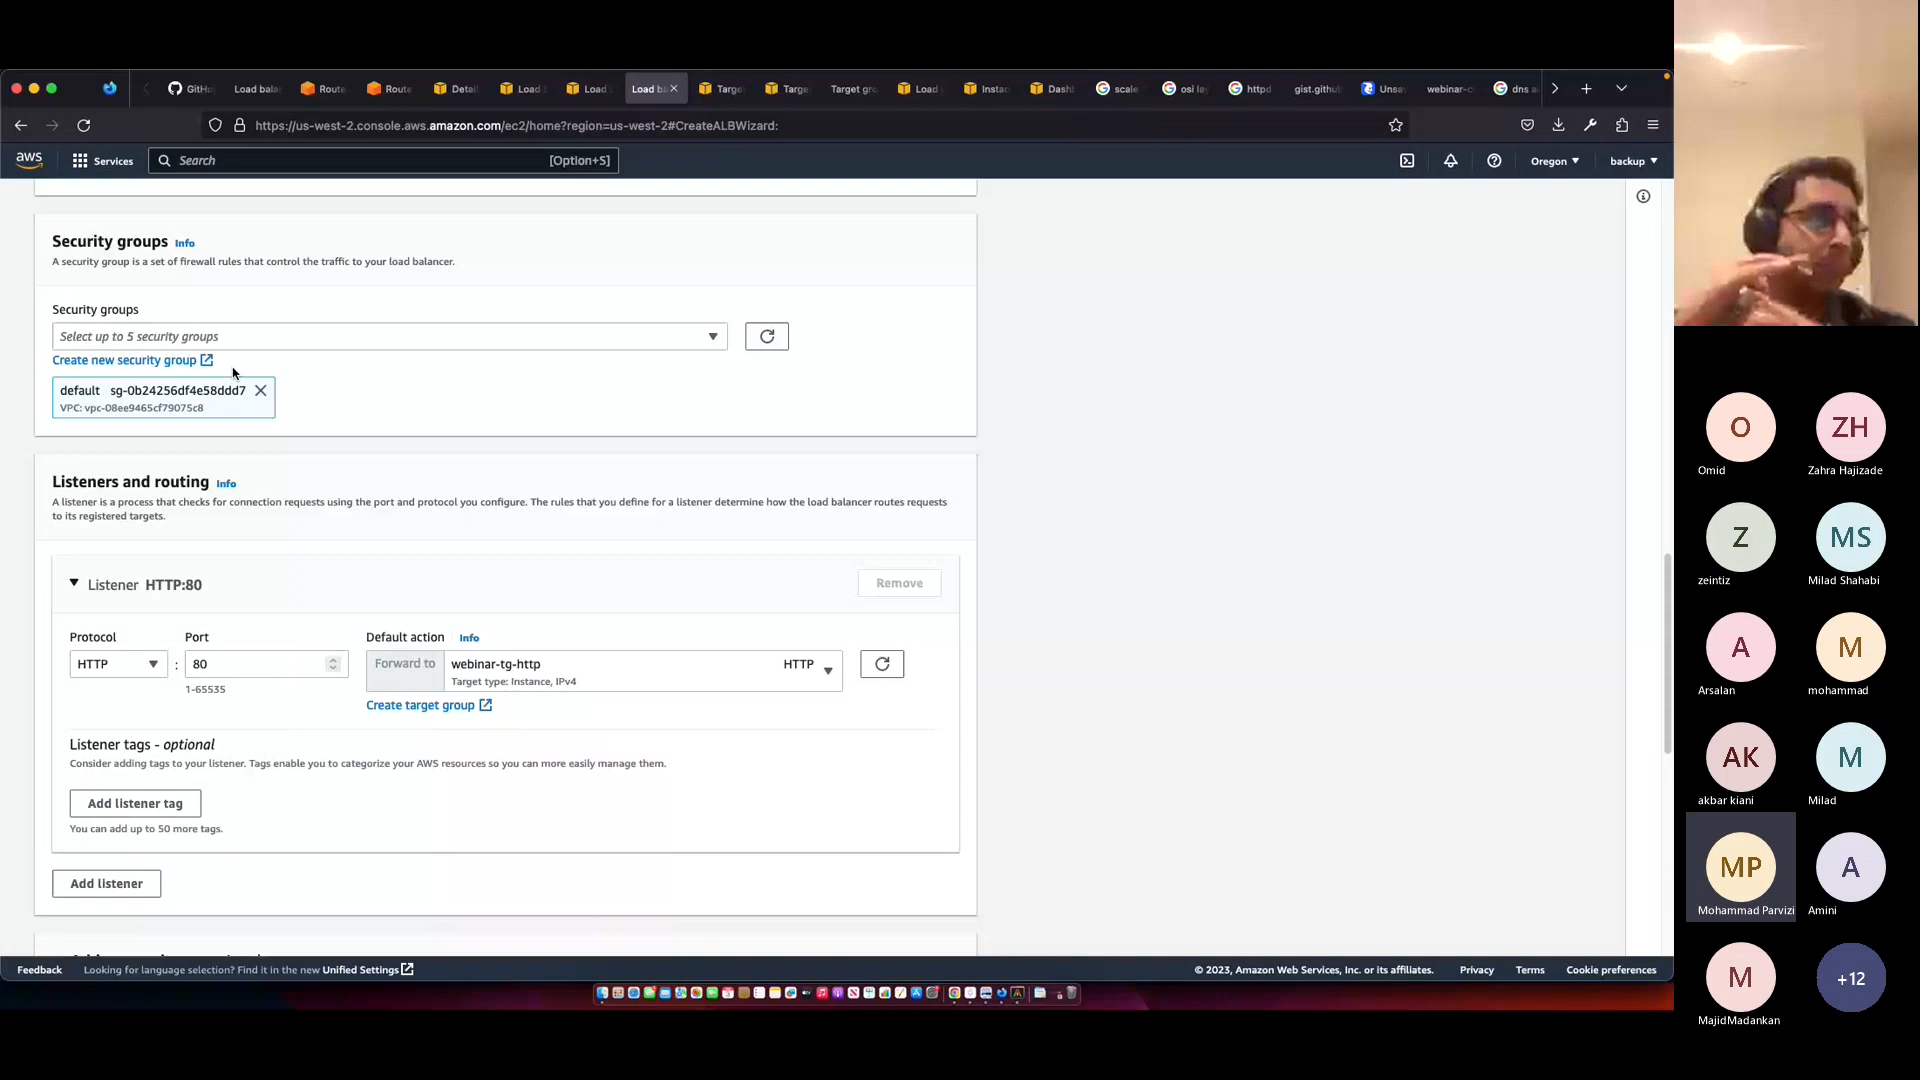 GitHu
Load bala
Route
Route
Detai
Load
Load
Load ba
Targe
Targe
Target gro
Load
Instan
Dash
scale
osi lay
httpd
gist.githu
Unsa
webinar-c
dns a
https://us-west-2.console.aws.amazon.com/ec2/home?region=us-west-2#CreateALBWizard:
aws
Services
Search
[Option+S]
Oregon
backup
Security groups Info
A security group is a set of firewall rules that control the traffic to your load balancer.
Security groups
Select up to 5 security groups
Create new security group
default sg-0b24256df4e58ddd7
VPC: vpc-08ee9465cf79075c8
Listeners and routing Info
A listener is a process that checks for connection requests using the port and protocol you configure. The rules that you define for a listener determine how the load balancer routes requests
to its registered targets.
Listener HTTP:80
Remove
Protocol
Port
Default action Info
HTTP
:
80
Forward to
webinar-tg-http
HTTP
Target type: Instance, IPv4
1-65535
Create target group
Listener tags - optional
Consider adding tags to your listener. Tags enable you to categorize your AWS resources so you can more easily manage them.
Add listener tag
You can add up to 50 more tags.
Add listener
Feedback
Looking for language selection? Find it in the new Unified Settings
© 2023, Amazon Web Services, Inc. or its affiliates.
Privacy
Terms
Cookie preferences
O
Omid
ZH
Zahra Hajizade
Z
zeintiz
MS
Milad Shahabi
A
Arsalan
M
mohammad
AK
akbar kiani
M
Milad
MP
Mohammad Parvizi
A
Amini
M
MajidMadankan
+12